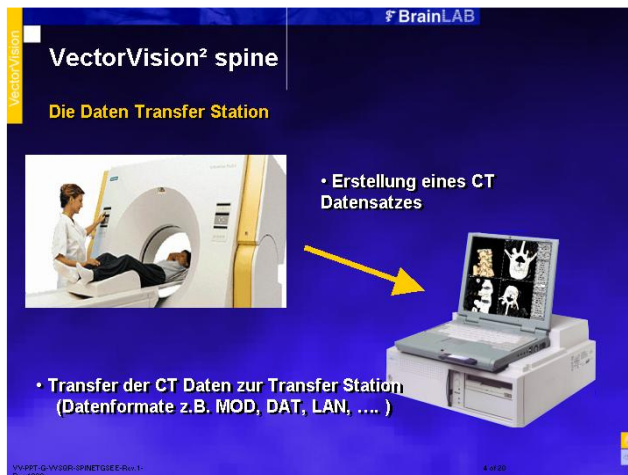 BrainLAB
VectorVision
VectorVision² spine
Die Daten Transfer Station
• Erstellung eines CT
Datensatzes
• Transfer der CT Daten zur Transfer Station
(Datenformate z.B. MOD, DAT, LAN, .... )
4 of 20